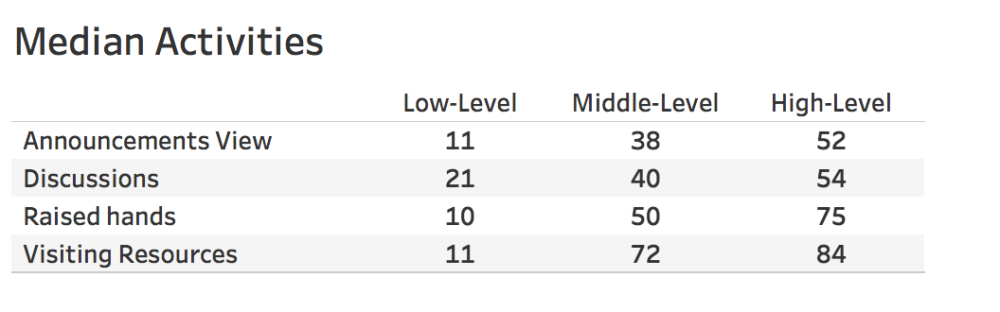 Median Activities
Low-Level Middle-Level High-Level
Announcements View 11 38 52
Discussions 21 40 54
Raised hands 10 50 75
Visiting Resources 11 72 84